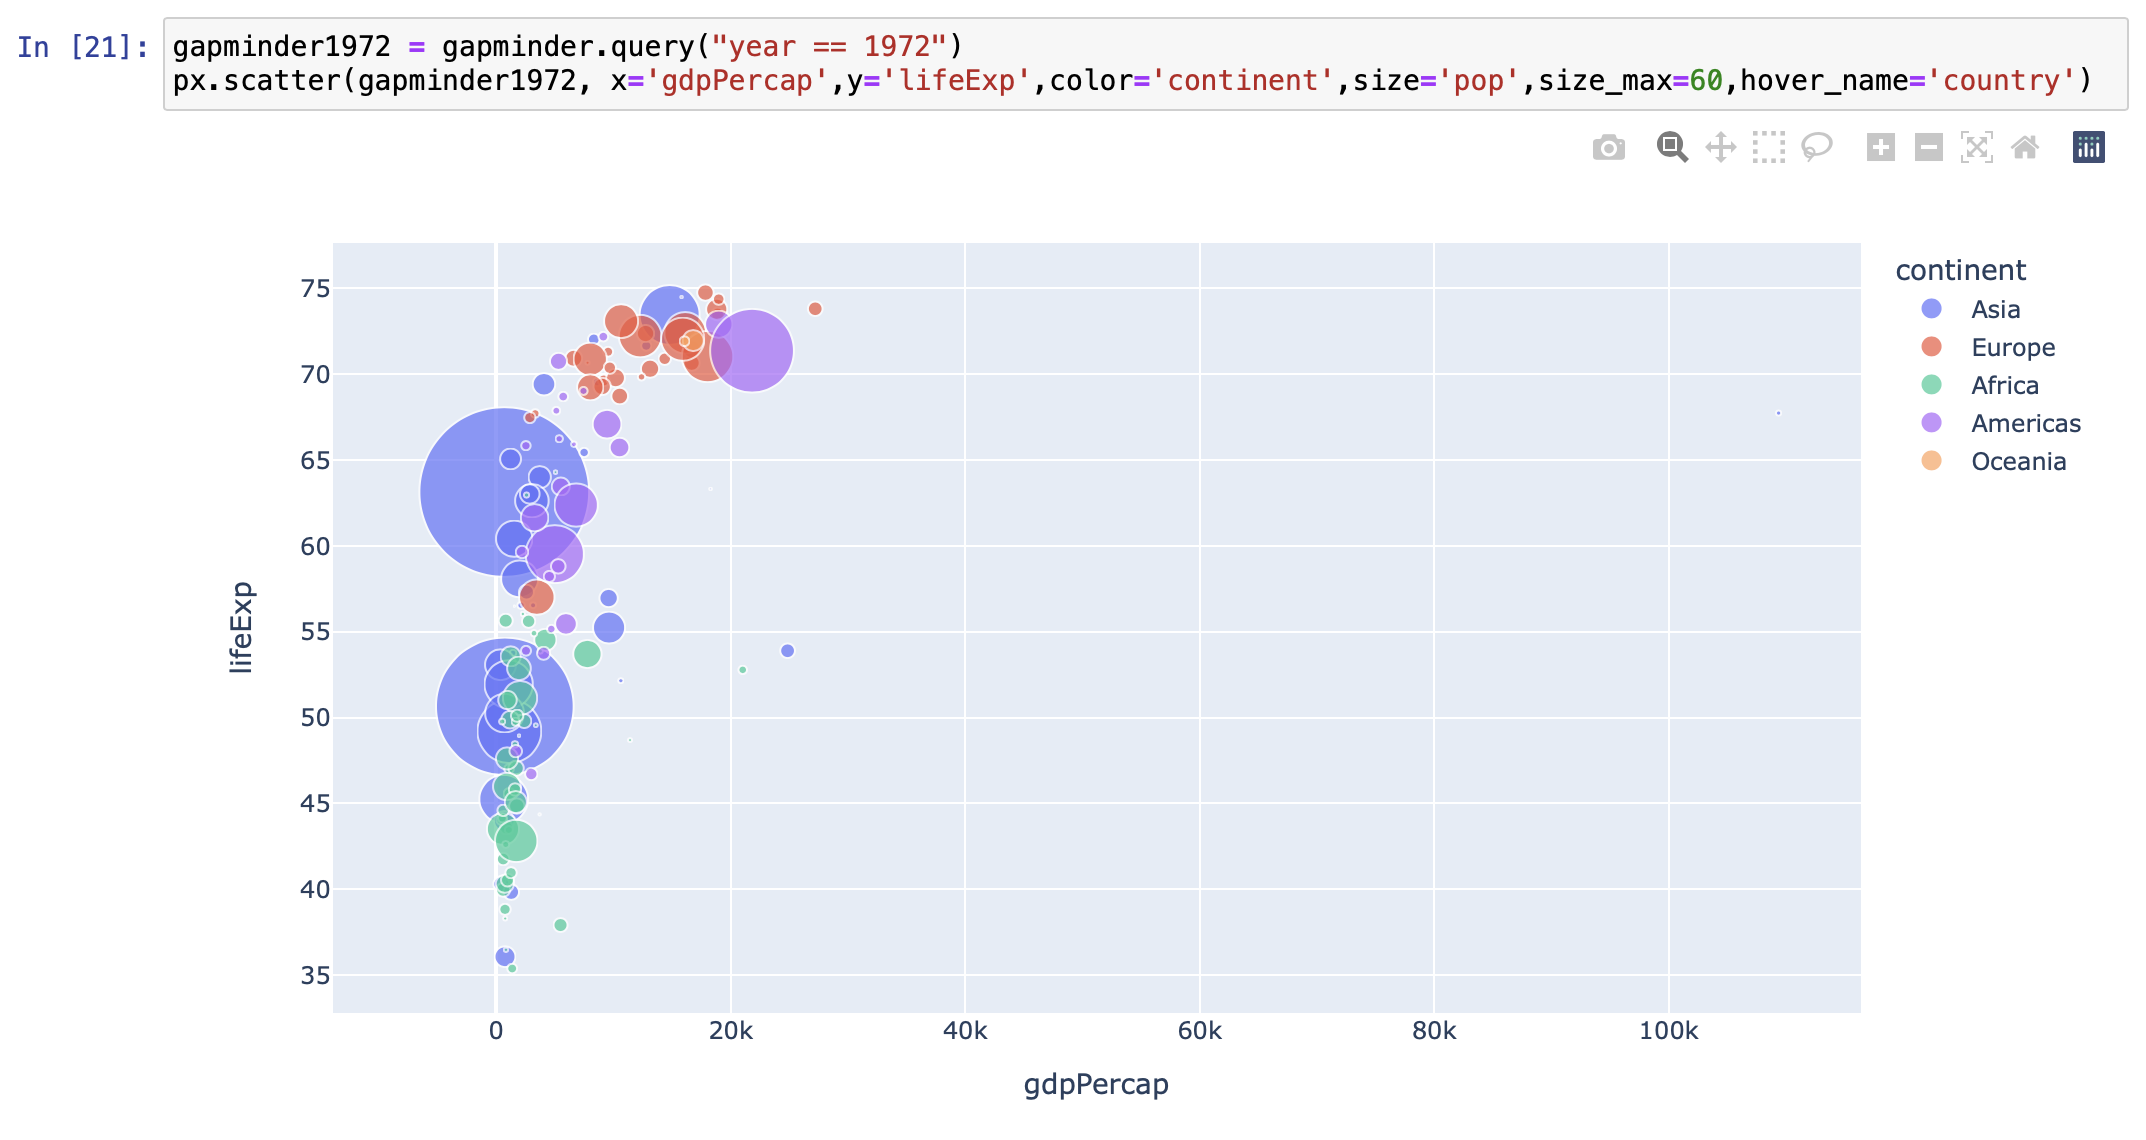 In [21]:
gapminder1972 = gapminder.query("year == 1972")
px.scatter(gapminder1972, x='gdpPercap',y='lifeExp',color='continent',size='pop',size_max=60,hover_name='country')
continent
Asia
Europe
Africa
Americas
Oceania
lifeExp
75
70
65
60
55
50
45
40
35
0
20k
40k
60k
80k
100k
gdpPercap